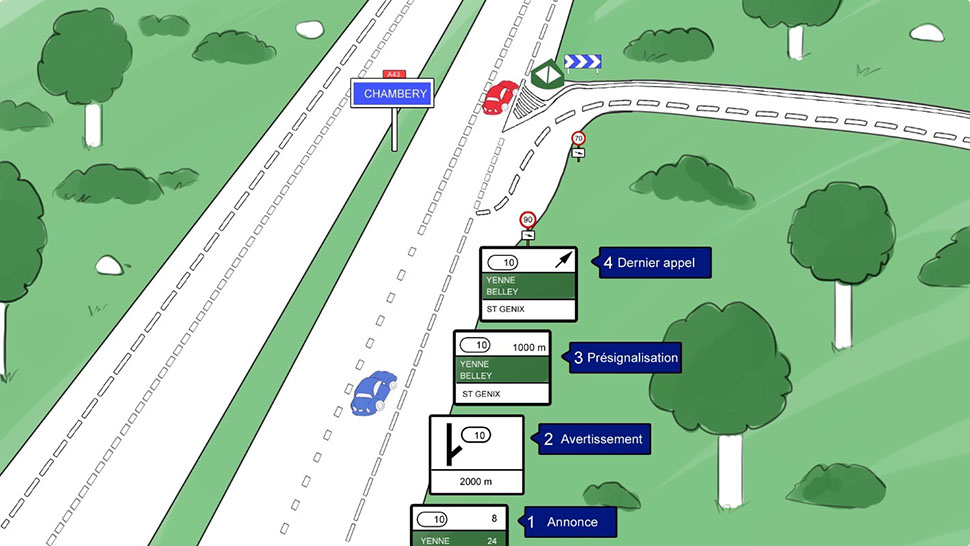 A43
CHAMBERY
70
90
10
YENNE
BELLEY
ST GENIX
4 Dernier appel
10 1000 m
YENNE
BELLEY
ST GENIX
3 Présignalisation
10
2000 m
2 Avertissement
10 8
YENNE 24
1 Annonce